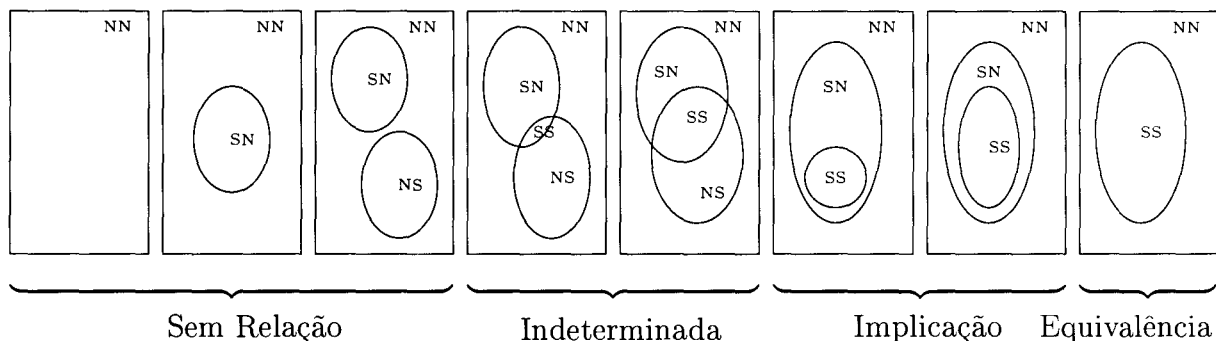 NN NN NN NN NN NN NN NN
SN SN SN SN SN SN
SS SS SS SS SS
NS NS NS
Sem Relação Indeterminada Implicação Equivalência